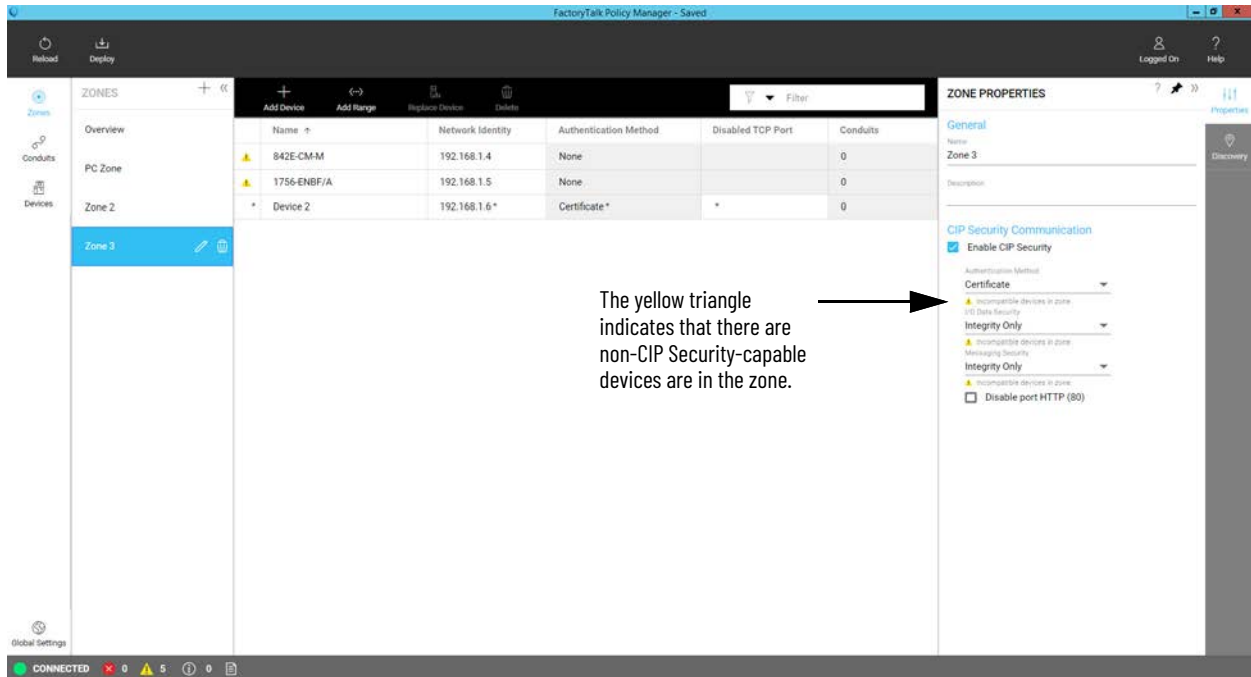 FactoryTalk Policy Manager - Saved
Reload
Deploy
Logged On
Help
Zones
Conduits
Devices
Global Settings
ZONES
Overview
PC Zone
Zone 2
Zone 3
Add Device
Add Range
Replace Device
Delete
Filter
Name
Network Identity
Authentication Method
Disabled TCP Port
Conduits
842E-CM-M
192.168.1.4
None
0
1756-ENBF/A
192.168.1.5
None
0
* Device 2
192.168.1.6*
Certificate*
*
0
The yellow triangle
indicates that there are
non-CIP Security-capable
devices are in the zone.
ZONE PROPERTIES
?
General
Name
Zone 3
Description
CIP Security Communication
Enable CIP Security
Authentication Method
Certificate
Incompatible devices in zone
I/O Data Security
Integrity Only
Incompatible devices in zone
Messaging Security
Integrity Only
Incompatible devices in zone
Disable port HTTP (80)
Properties
Discovery
CONNECTED 0 5 0